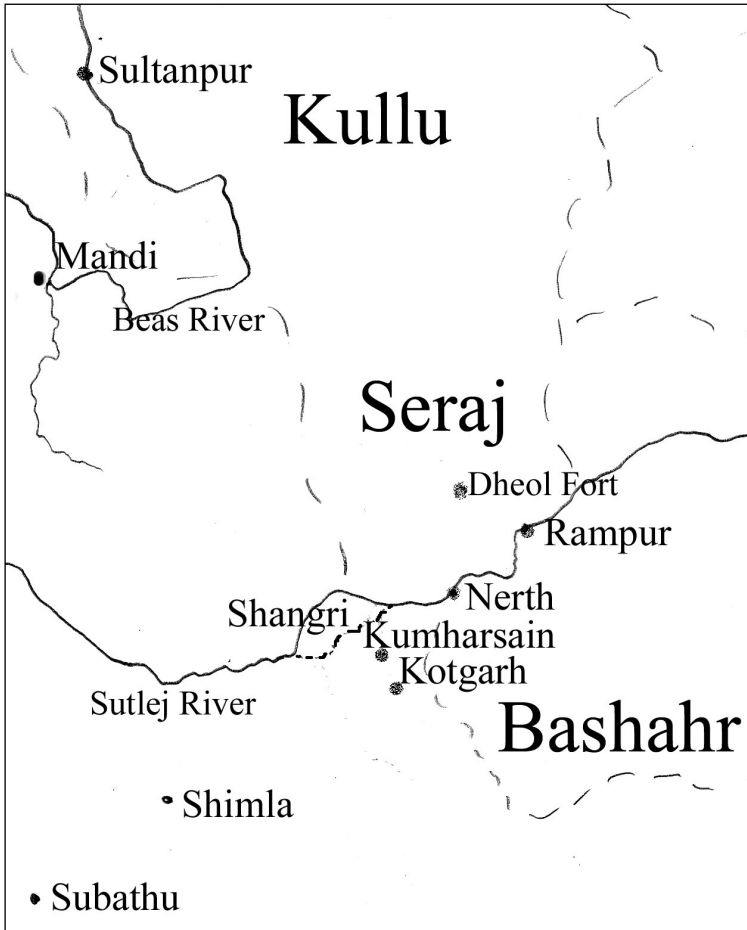 Sultanpur
Kullu
Mandi
Beas River
Seraj
Dheol Fort
Rampur
Nerth
Shangri
Kumharsain
Kotgarh
Sutlej River
Bashahr
Shimla
Subathu